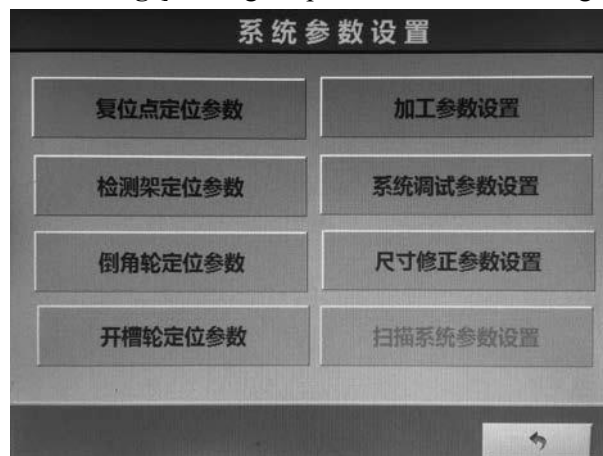 系统参数设置
复位点定位参数
加工参数设置
检测架定位参数
系统调试参数设置
倒角轮定位参数
尺寸修正参数设置
开槽轮定位参数
扫描系统参数设置